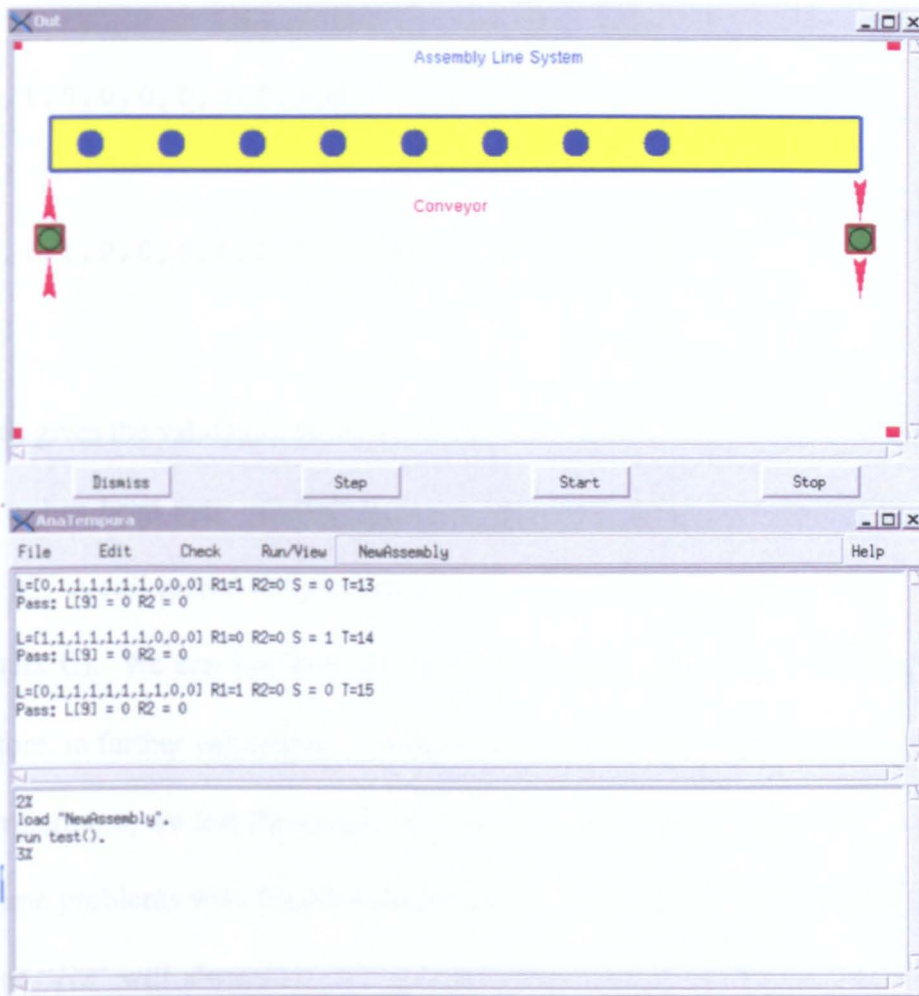 Out
Assembly Line System
Conveyor
Dismiss Step Start Stop
AnaTempura
File Edit Check Run/View NewAssembly Help
L=[0,1,1,1,1,1,1,0,0,0] R1=1 R2=0 S = 0 T=13
Pass: L[9] = 0 R2 = 0
L=[1,1,1,1,1,1,1,0,0,0] R1=0 R2=0 S = 1 T=14
Pass: L[9] = 0 R2 = 0
L=[0,1,1,1,1,1,1,1,0,0] R1=1 R2=0 S = 0 T=15
Pass: L[9] = 0 R2 = 0
2%
load "NewAssembly".
run test().
3%